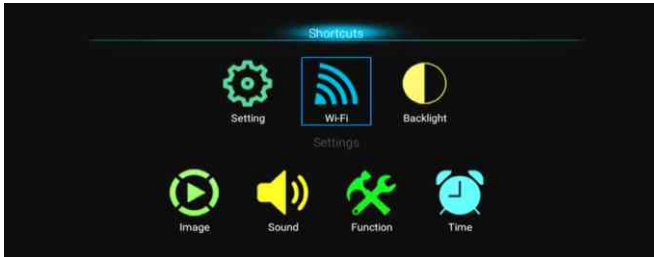 Shortcuts
Setting Wi-Fi Backlight
Settings
Image Sound Function Time